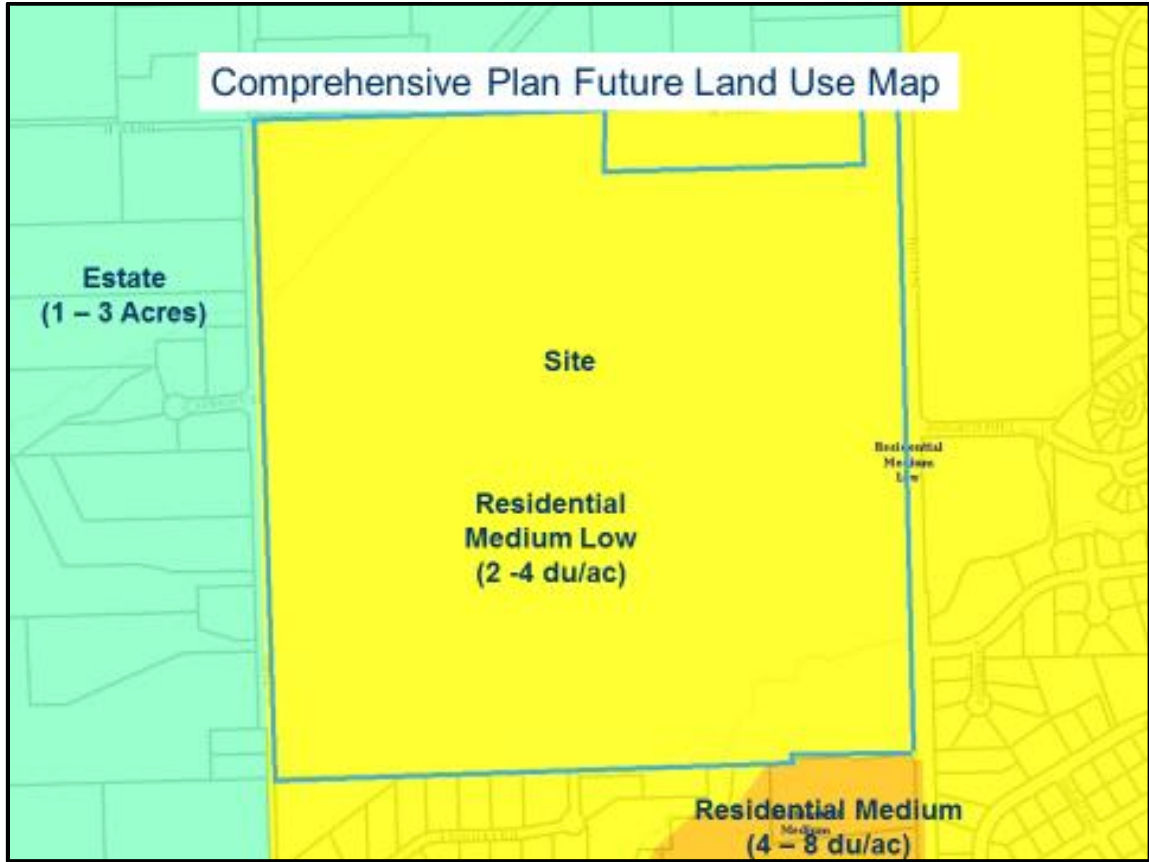 Comprehensive Plan Future Land Use Map
Estate
(1 – 3 Acres)
Site
Residential
Medium
Low
Residential
Medium Low
(2 -4 du/ac)
Residential Medium
Medium
(4 – 8 du/ac)